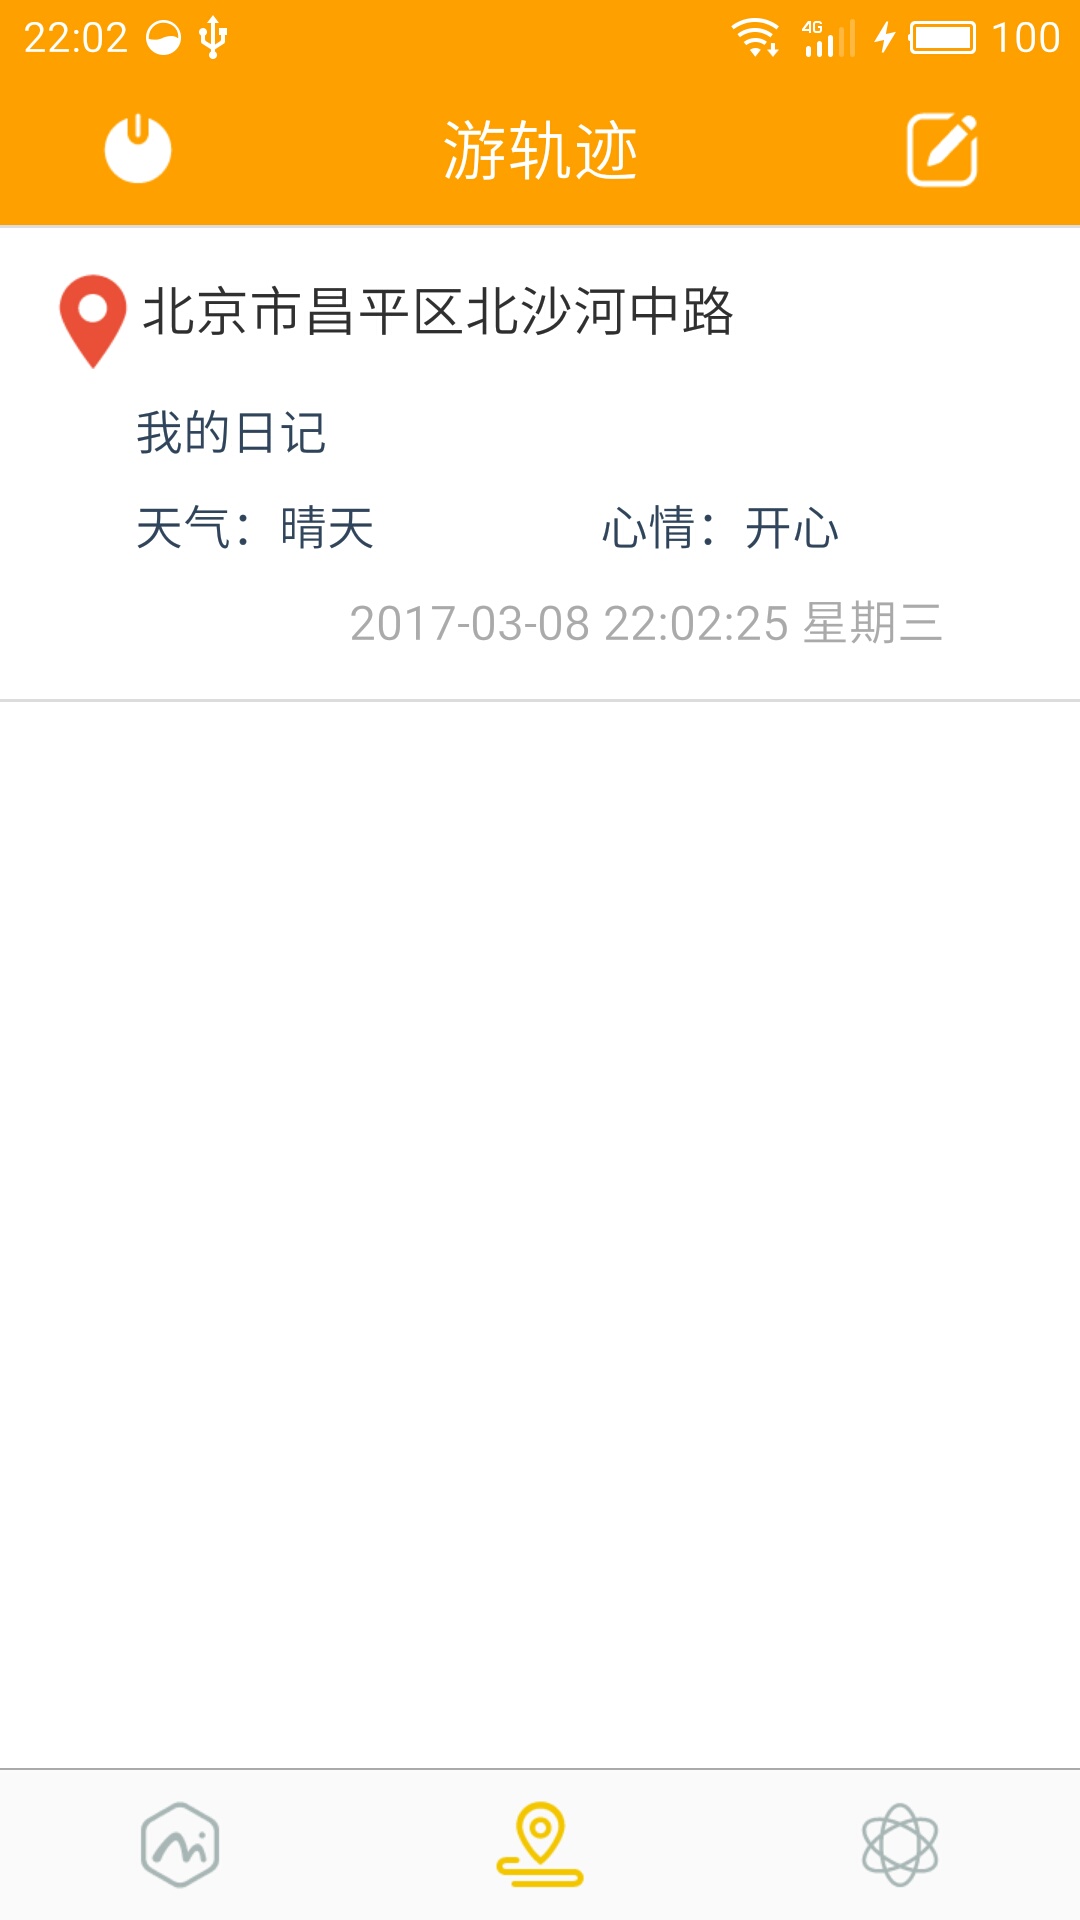 22:02 4G 100
游轨迹
北京市昌平区北沙河中路
我的日记
天气：晴天 心情：开心
2017-03-08 22:02:25 星期三